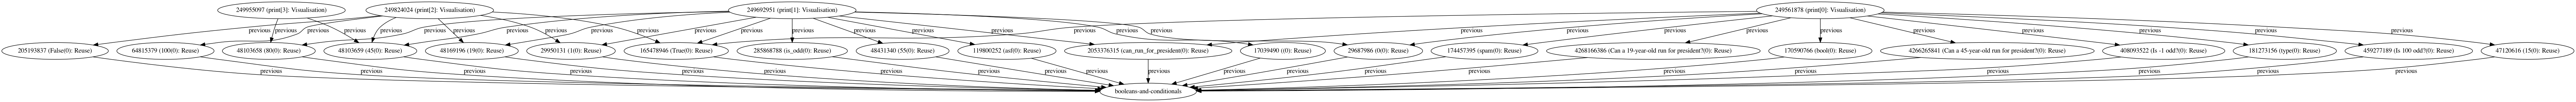 249955097 (print[3]: Visualisation)
249824024 (print[2]: Visualisation)
249692951 (print[1]: Visualisation)
249561878 (print[0]: Visualisation)
previous previous previous previous previous previous previous previous previous previous previous previous previous previous previous previous previous previous previous previous previous previous previous previous previous previous previous
205193837 (False(0): Reuse)
64815379 (100(0): Reuse)
48103658 (80(0): Reuse)
48103659 (45(0): Reuse)
48169196 (19(0): Reuse)
29950131 (1(0): Reuse)
165478946 (True(0): Reuse)
285868788 (is_odd(0): Reuse)
48431340 (55(0): Reuse)
119800252 (asd(0): Reuse)
2053376315 (can_run_for_president(0): Reuse)
17039490 (i(0): Reuse)
29687986 (0(0): Reuse)
174457395 (spam(0): Reuse)
4268166386 (Can a 19-year-old run for president?(0): Reuse)
170590766 (bool(0): Reuse)
4266265841 (Can a 45-year-old run for president?(0): Reuse)
408093522 (Is -1 odd?(0): Reuse)
181273156 (type(0): Reuse)
459277189 (Is 100 odd?(0): Reuse)
47120616 (15(0): Reuse)
previous previous previous previous previous previous previous previous previous previous previous previous previous previous previous previous previous previous previous previous previous
booleans-and-conditionals